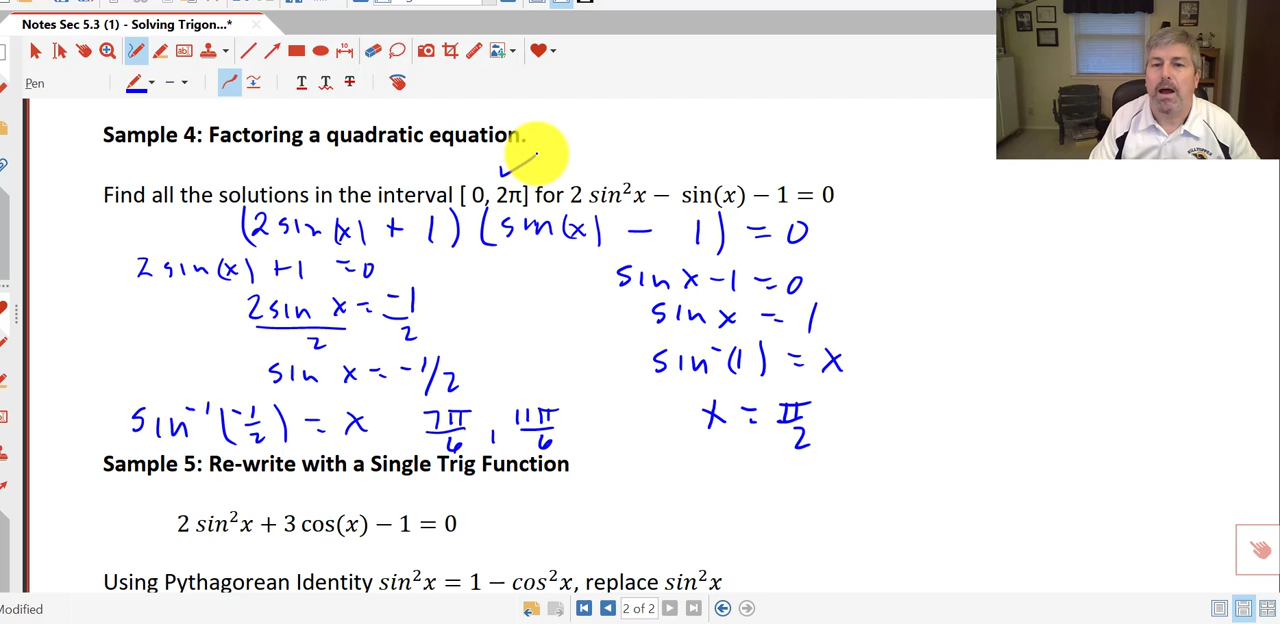 Notes Sec 5.3 (1) - Solving Trigon...*
Pen
Sample 4: Factoring a quadratic equation.
Find all the solutions in the interval [ 0, 2π] for 2 sin²x − sin(x) − 1 = 0
(2 sin(x) + 1) (sin(x) − 1) = 0
2 sin(x) + 1 = 0
sin x − 1 = 0
2 sin x / 2 = −1 / 2
sin x = 1
sin x = −1/2
sin⁻(1) = x
sin⁻¹(−1/2) = x 7π/6 , 11π/6
x = π/2
Sample 5: Re-write with a Single Trig Function
2 sin²x + 3 cos(x) − 1 = 0
Using Pythagorean Identity sin²x = 1 − cos²x, replace sin²x
Modified
2 of 2